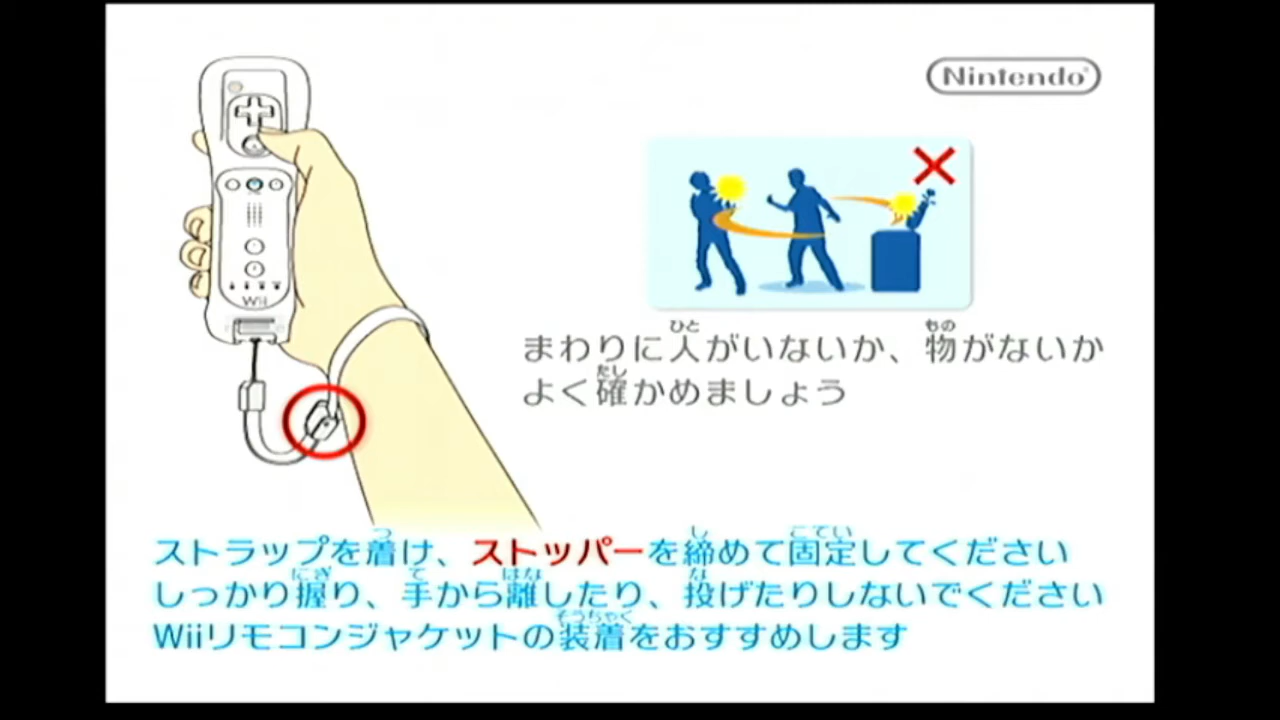 Nintendo
Wii
まわりに人がいないか、物がないか
よく確かめましょう
ストラップを着け、ストッパーを締めて固定してください
しっかり握り、手から離したり、投げたりしないでください
Wiiリモコンジャケットの装着をおすすめします